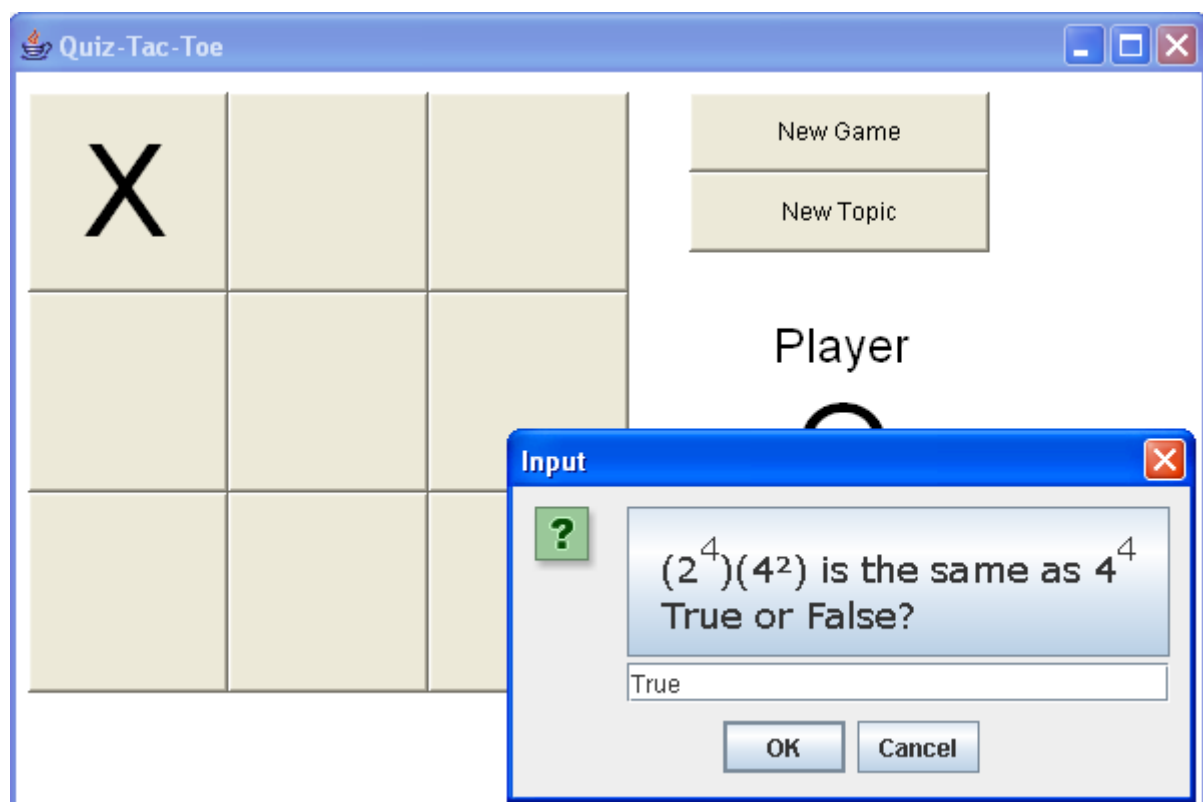 Quiz-Tac-Toe
X
New Game
New Topic
Player
Input
?
(2⁴)(4²) is the same as 4⁴
True or False?
True
OK
Cancel